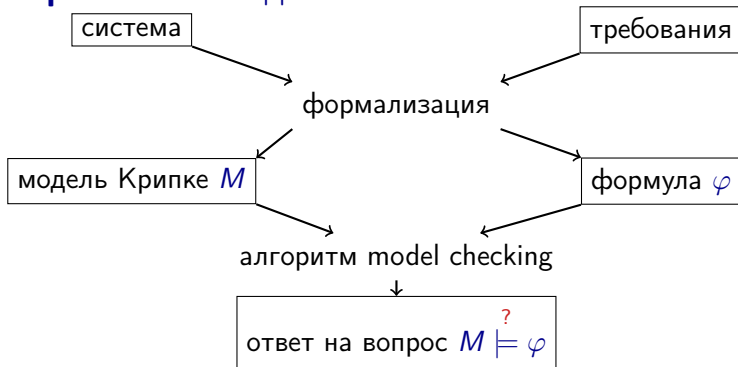 система
требования
формализация
модель Крипке M
формула φ
алгоритм model checking
?
ответ на вопрос M ⊨ φ